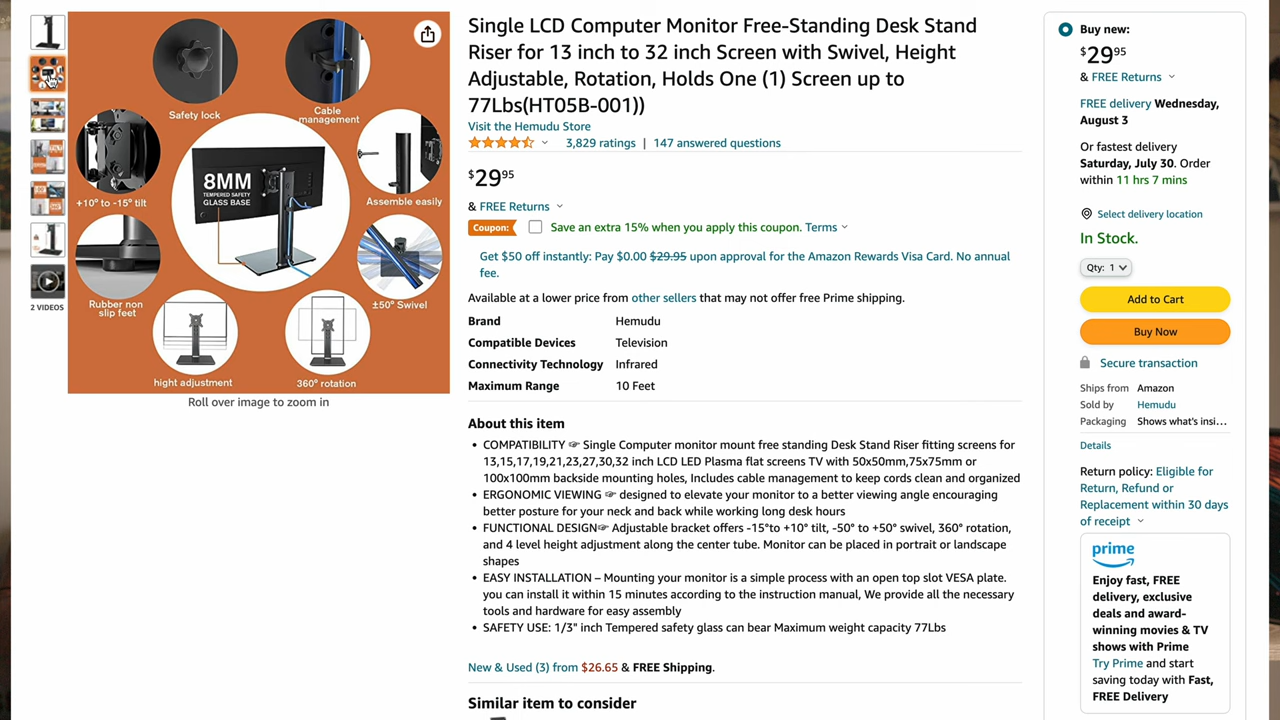 Safety lock
Cable
management
8MM
TEMPERED SAFETY
GLASS BASE
+10° to -15° tilt
Assemble easily
Rubber non
slip feet
±50° Swivel
hight adjustment
360° rotation
2 VIDEOS
Roll over image to zoom in
Single LCD Computer Monitor Free-Standing Desk Stand
Riser for 13 inch to 32 inch Screen with Swivel, Height
Adjustable, Rotation, Holds One (1) Screen up to
77Lbs(HT05B-001))
Visit the Hemudu Store
3,829 ratings | 147 answered questions
$29 95
& FREE Returns
Coupon: Save an extra 15% when you apply this coupon. Terms
Get $50 off instantly: Pay $0.00 $29.95 upon approval for the Amazon Rewards Visa Card. No annual
fee.
Available at a lower price from other sellers that may not offer free Prime shipping.
Brand Hemudu
Compatible Devices Television
Connectivity Technology Infrared
Maximum Range 10 Feet
About this item
• COMPATIBILITY ☞ Single Computer monitor mount free standing Desk Stand Riser fitting screens for
13,15,17,19,21,23,27,30,32 inch LCD LED Plasma flat screens TV with 50x50mm,75x75mm or
100x100mm backside mounting holes, Includes cable management to keep cords clean and organized
• ERGONOMIC VIEWING ☞ designed to elevate your monitor to a better viewing angle encouraging
better posture for your neck and back while working long desk hours
• FUNCTIONAL DESIGN☞ Adjustable bracket offers -15°to +10° tilt, -50° to +50° swivel, 360° rotation,
and 4 level height adjustment along the center tube. Monitor can be placed in portrait or landscape
shapes
• EASY INSTALLATION – Mounting your monitor is a simple process with an open top slot VESA plate.
you can install it within 15 minutes according to the instruction manual, We provide all the necessary
tools and hardware for easy assembly
• SAFETY USE: 1/3" inch Tempered safety glass can bear Maximum weight capacity 77Lbs
New & Used (3) from $26.65 & FREE Shipping.
Similar item to consider
Buy new:
$29 95
& FREE Returns
FREE delivery Wednesday,
August 3
Or fastest delivery
Saturday, July 30. Order
within 11 hrs 7 mins
Select delivery location
In Stock.
Qty: 1
Add to Cart
Buy Now
Secure transaction
Ships from Amazon
Sold by Hemudu
Packaging Shows what's insi...
Details
Return policy: Eligible for
Return, Refund or
Replacement within 30 days
of receipt
prime
Enjoy fast, FREE
delivery, exclusive
deals and award-
winning movies & TV
shows with Prime
Try Prime and start
saving today with Fast,
FREE Delivery